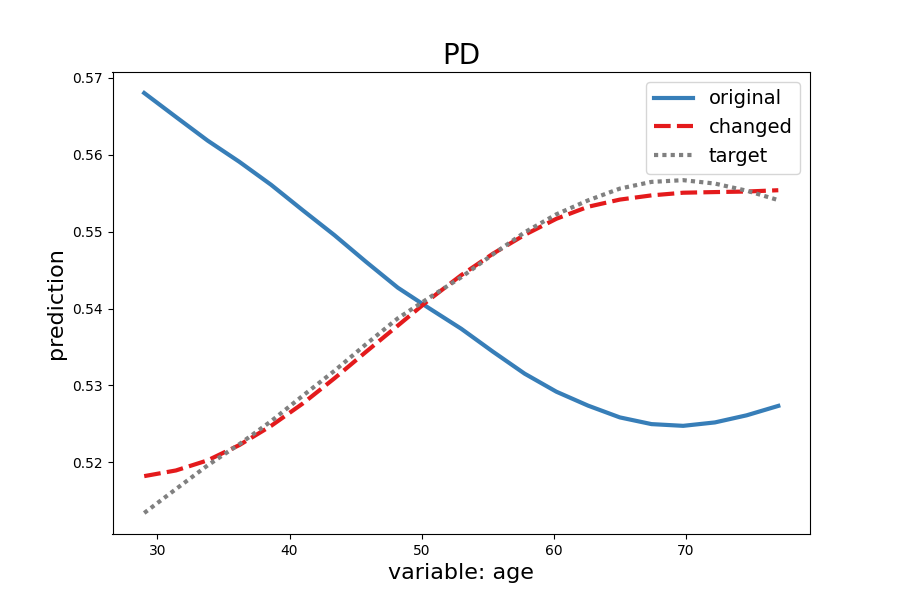 PD
0.57
0.56
0.55
0.54
0.53
0.52
prediction
30 40 50 60 70
variable: age
original
changed
target